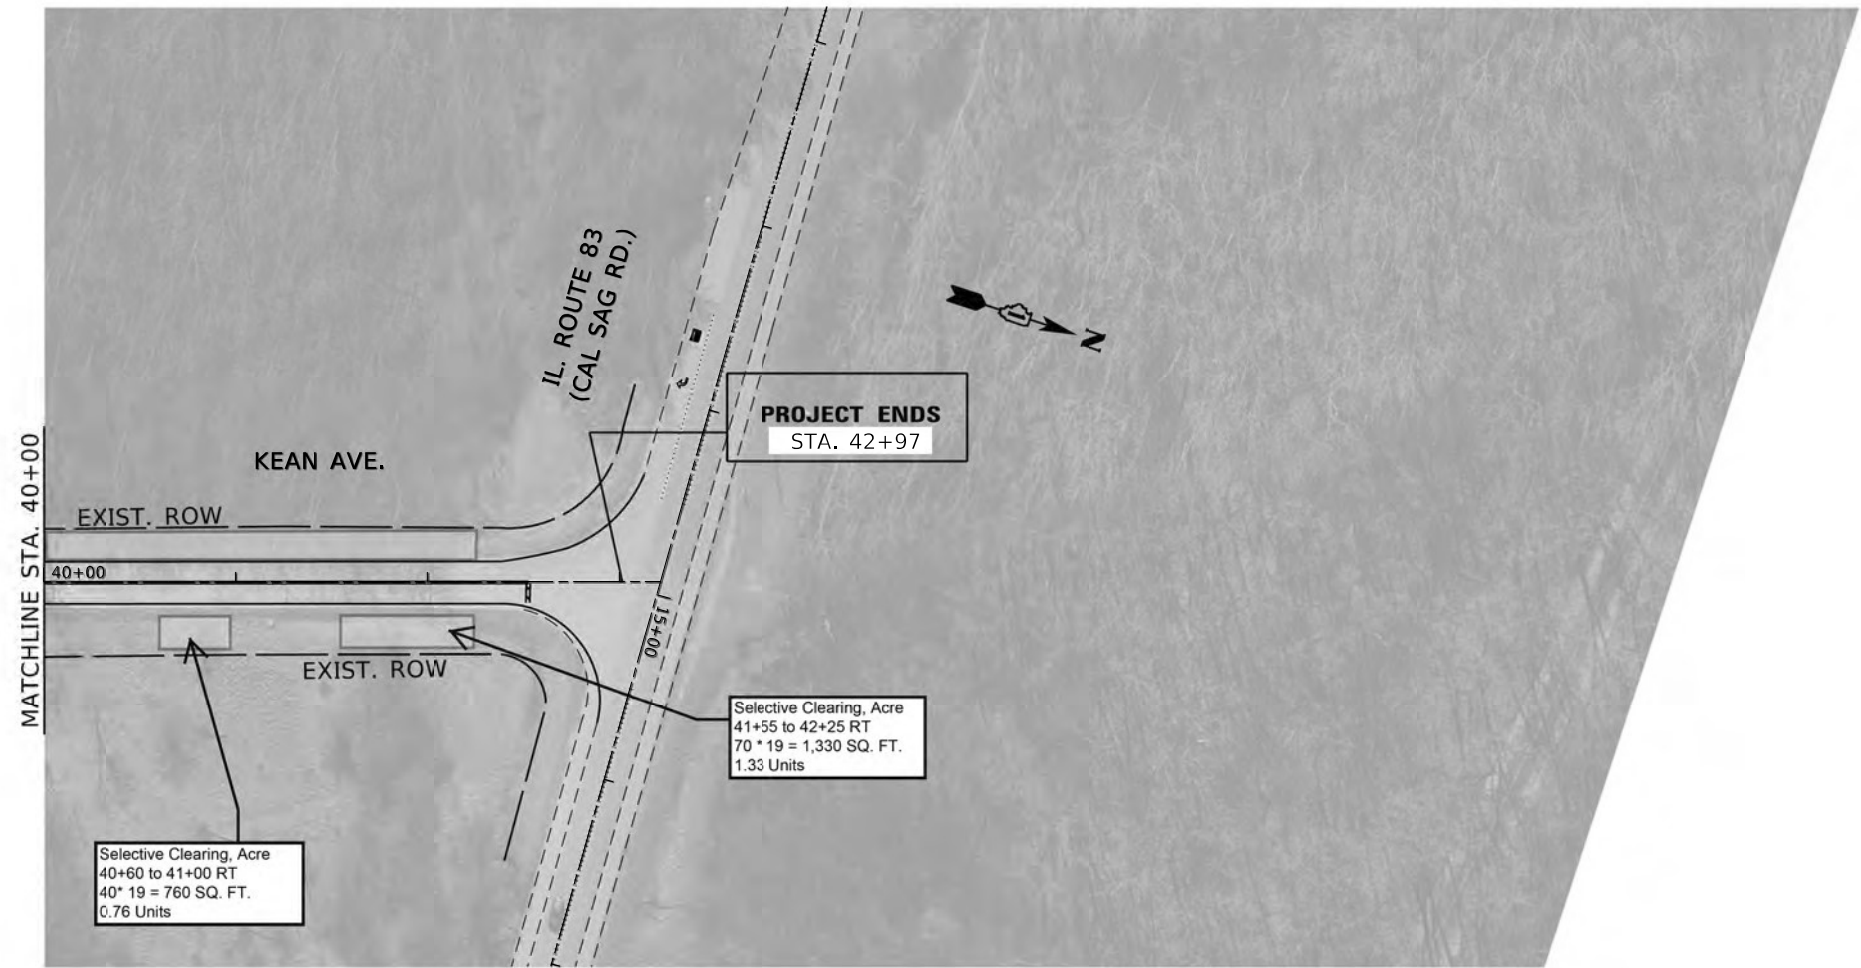 IL. ROUTE 83
(CAL SAG RD.)
N
PROJECT ENDS
STA. 42+97
KEAN AVE.
MATCHLINE STA. 40+00
EXIST. ROW
40+00
15+00
EXIST. ROW
Selective Clearing, Acre
41+55 to 42+25 RT
70 * 19 = 1,330 SQ. FT.
1.33 Units
Selective Clearing, Acre
40+60 to 41+00 RT
40* 19 = 760 SQ. FT.
0.76 Units